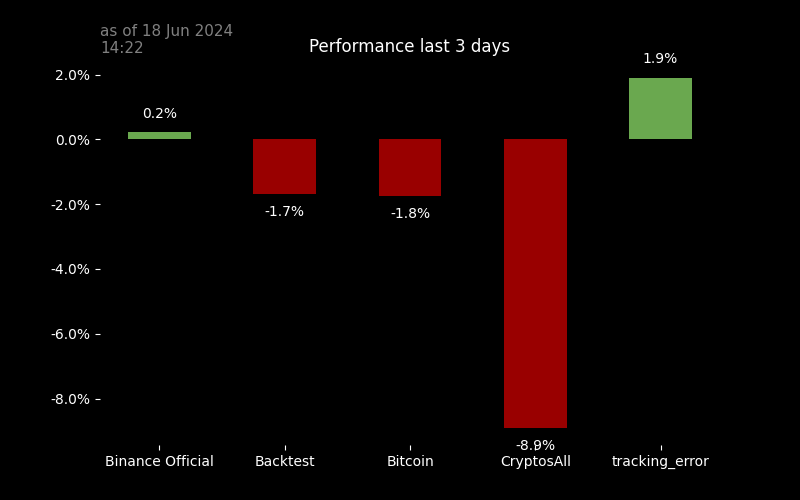 as of 18 Jun 2024
14:22
Performance last 3 days
1.9%
2.0%
0.2%
0.0%
-2.0%
-1.7%
-1.8%
-4.0%
-6.0%
-8.0%
-8.9%
Binance Official
Backtest
Bitcoin
CryptosAll
tracking_error